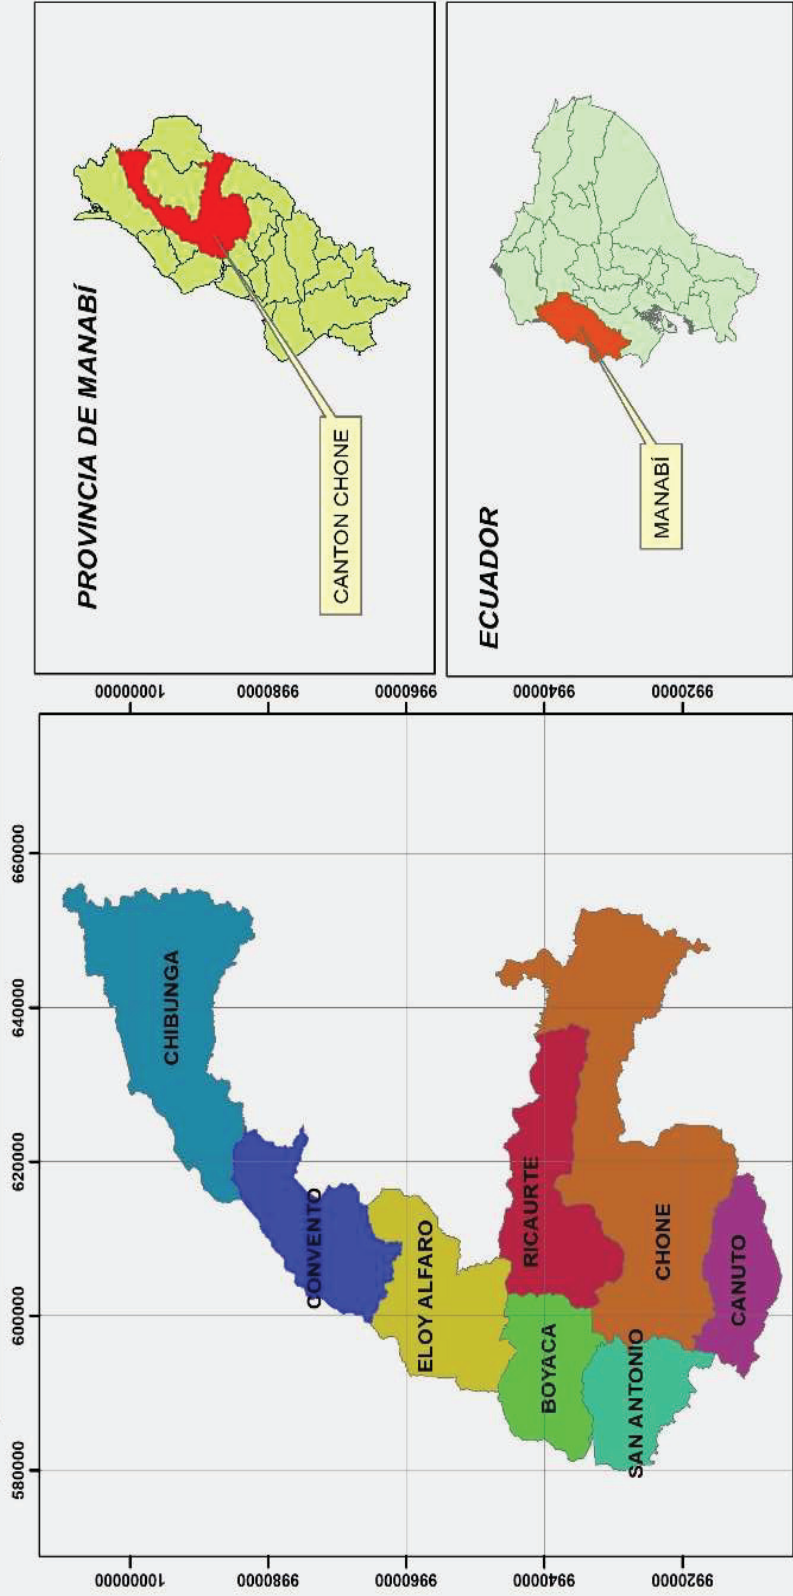 580000
600000
620000
640000
660000
10000000
9980000
9960000
9940000
9920000
CHIBUNGA
CONVENTO
ELOY ALFARO
RICAURTE
BOYACA
CHONE
SAN ANTONIO
CANUTO
10000000
9980000
9960000
9940000
9920000
PROVINCIA DE MANABÍ
CANTON CHONE
ECUADOR
MANABÍ